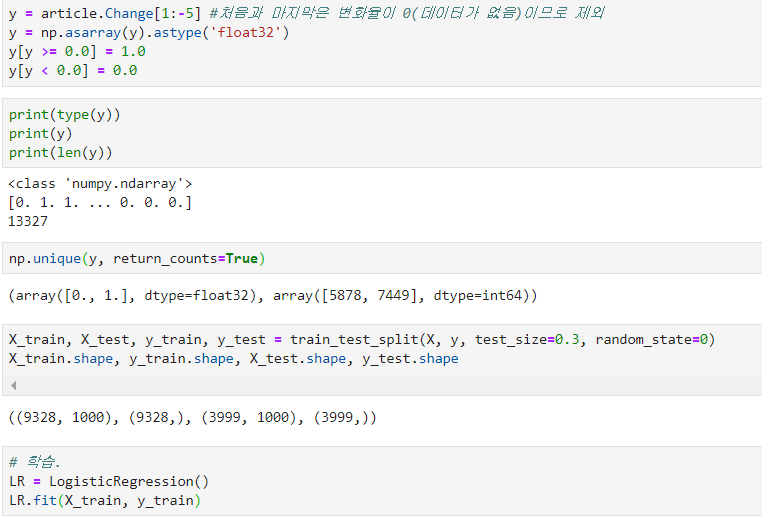 y = article.Change[1:-5] #처음과 마지막은 변화율이 0(데이터가 없음)이므로 제외
y = np.asarray(y).astype('float32')
y[y >= 0.0] = 1.0
y[y < 0.0] = 0.0
print(type(y))
print(y)
print(len(y))
<class 'numpy.ndarray'>
[0. 1. 1. ... 0. 0. 0.]
13327
np.unique(y, return_counts=True)
(array([0., 1.], dtype=float32), array([5878, 7449], dtype=int64))
X_train, X_test, y_train, y_test = train_test_split(X, y, test_size=0.3, random_state=0)
X_train.shape, y_train.shape, X_test.shape, y_test.shape
((9328, 1000), (9328,), (3999, 1000), (3999,))
# 학습.
LR = LogisticRegression()
LR.fit(X_train, y_train)